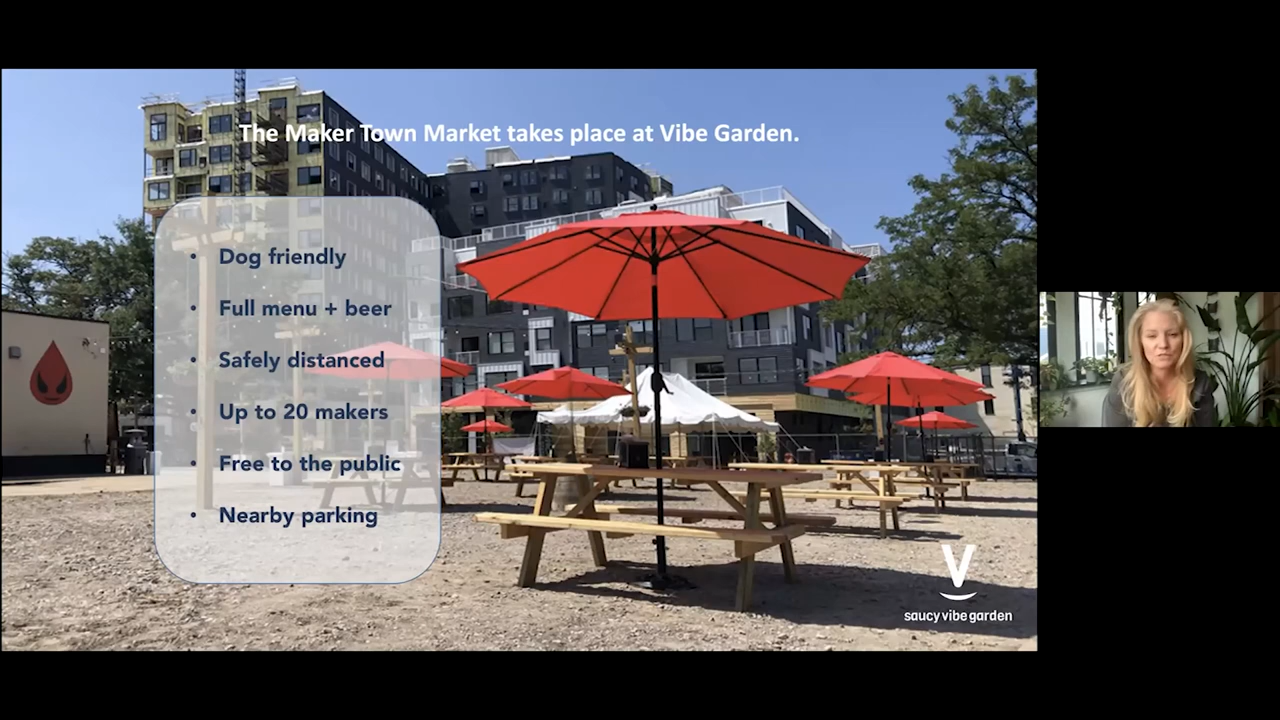 The Maker Town Market takes place at Vibe Garden.
• Dog friendly
• Full menu + beer
• Safely distanced
• Up to 20 makers
• Free to the public
• Nearby parking
V
saucy vibe garden